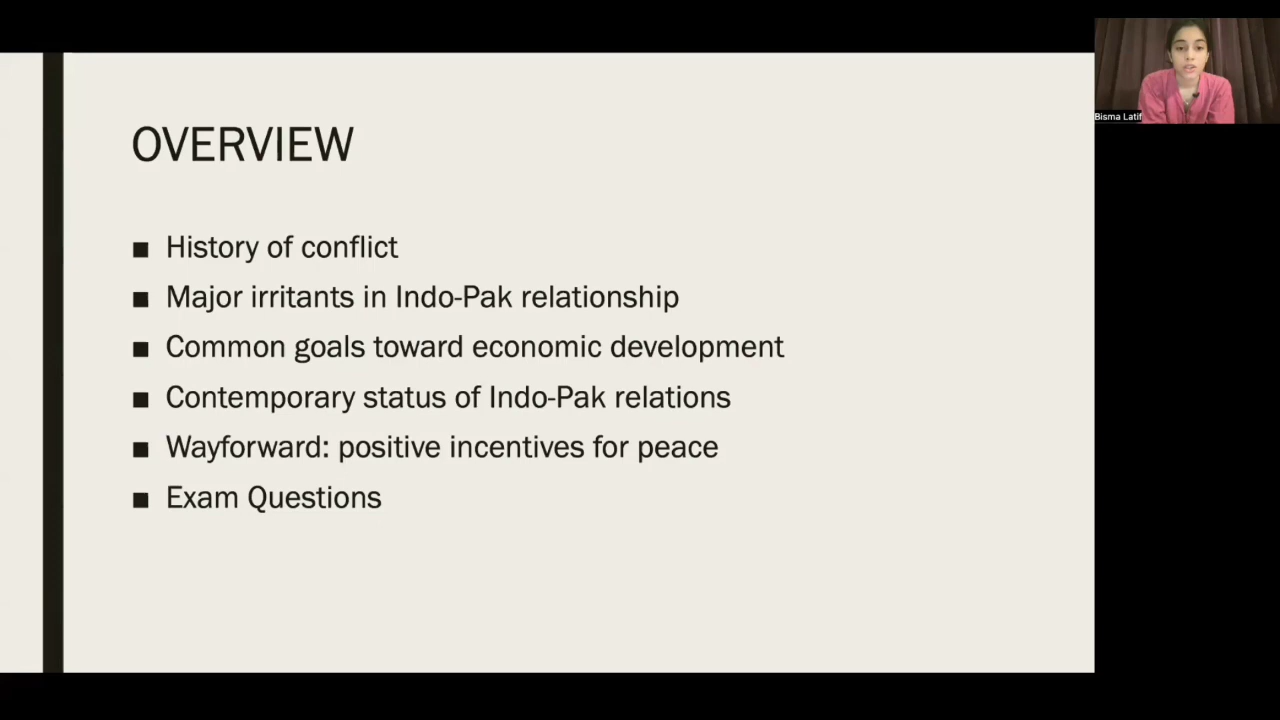 OVERVIEW
History of conflict
Major irritants in Indo-Pak relationship
Common goals toward economic development
Contemporary status of Indo-Pak relations
Wayforward: positive incentives for peace
Exam Questions
Bisma Latif